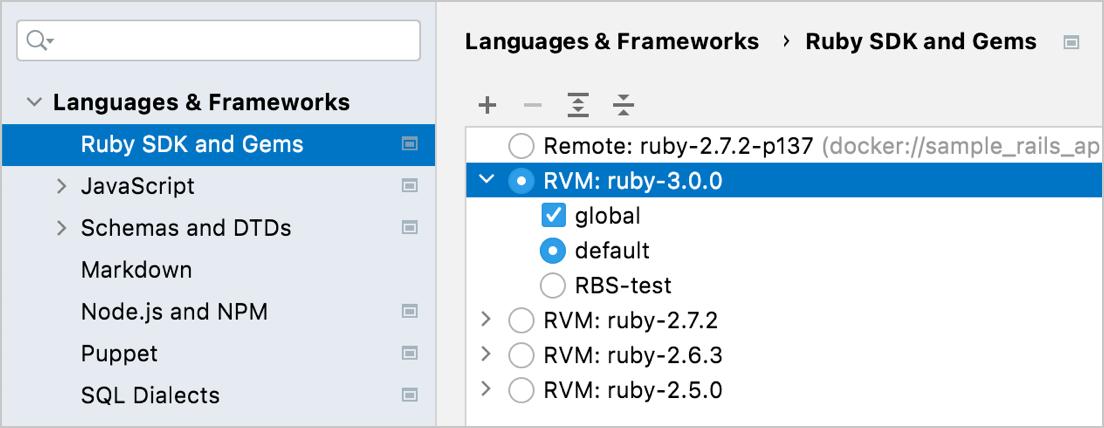 Languages & Frameworks
Ruby SDK and Gems
JavaScript
Schemas and DTDs
Markdown
Node.js and NPM
Puppet
SQL Dialects
Languages & Frameworks › Ruby SDK and Gems
Remote: ruby-2.7.2-p137 (docker://sample_rails_ap
RVM: ruby-3.0.0
global
default
RBS-test
RVM: ruby-2.7.2
RVM: ruby-2.6.3
RVM: ruby-2.5.0